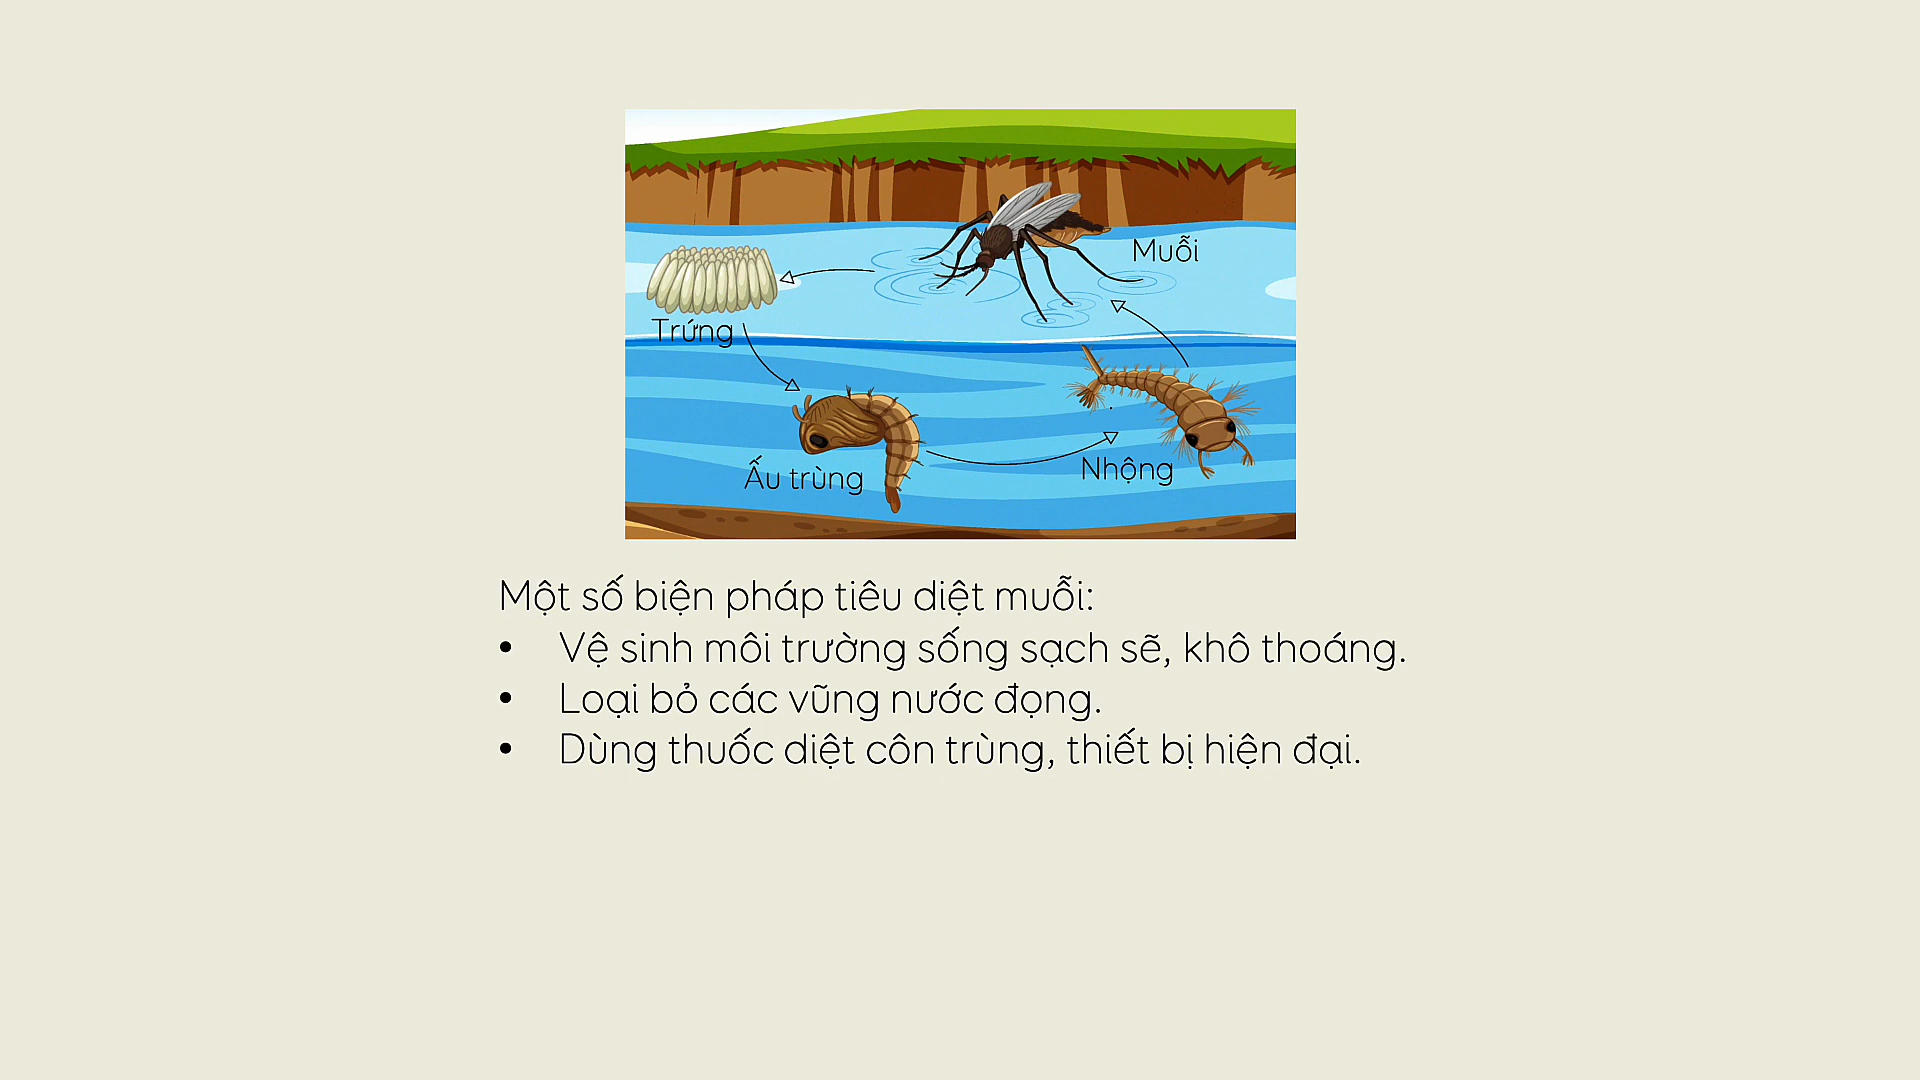 Muỗi
Trứng
Ấu trùng
Nhộng
Một số biện pháp tiêu diệt muỗi:
• Vệ sinh môi trường sống sạch sẽ, khô thoáng.
• Loại bỏ các vũng nước đọng.
• Dùng thuốc diệt côn trùng, thiết bị hiện đại.